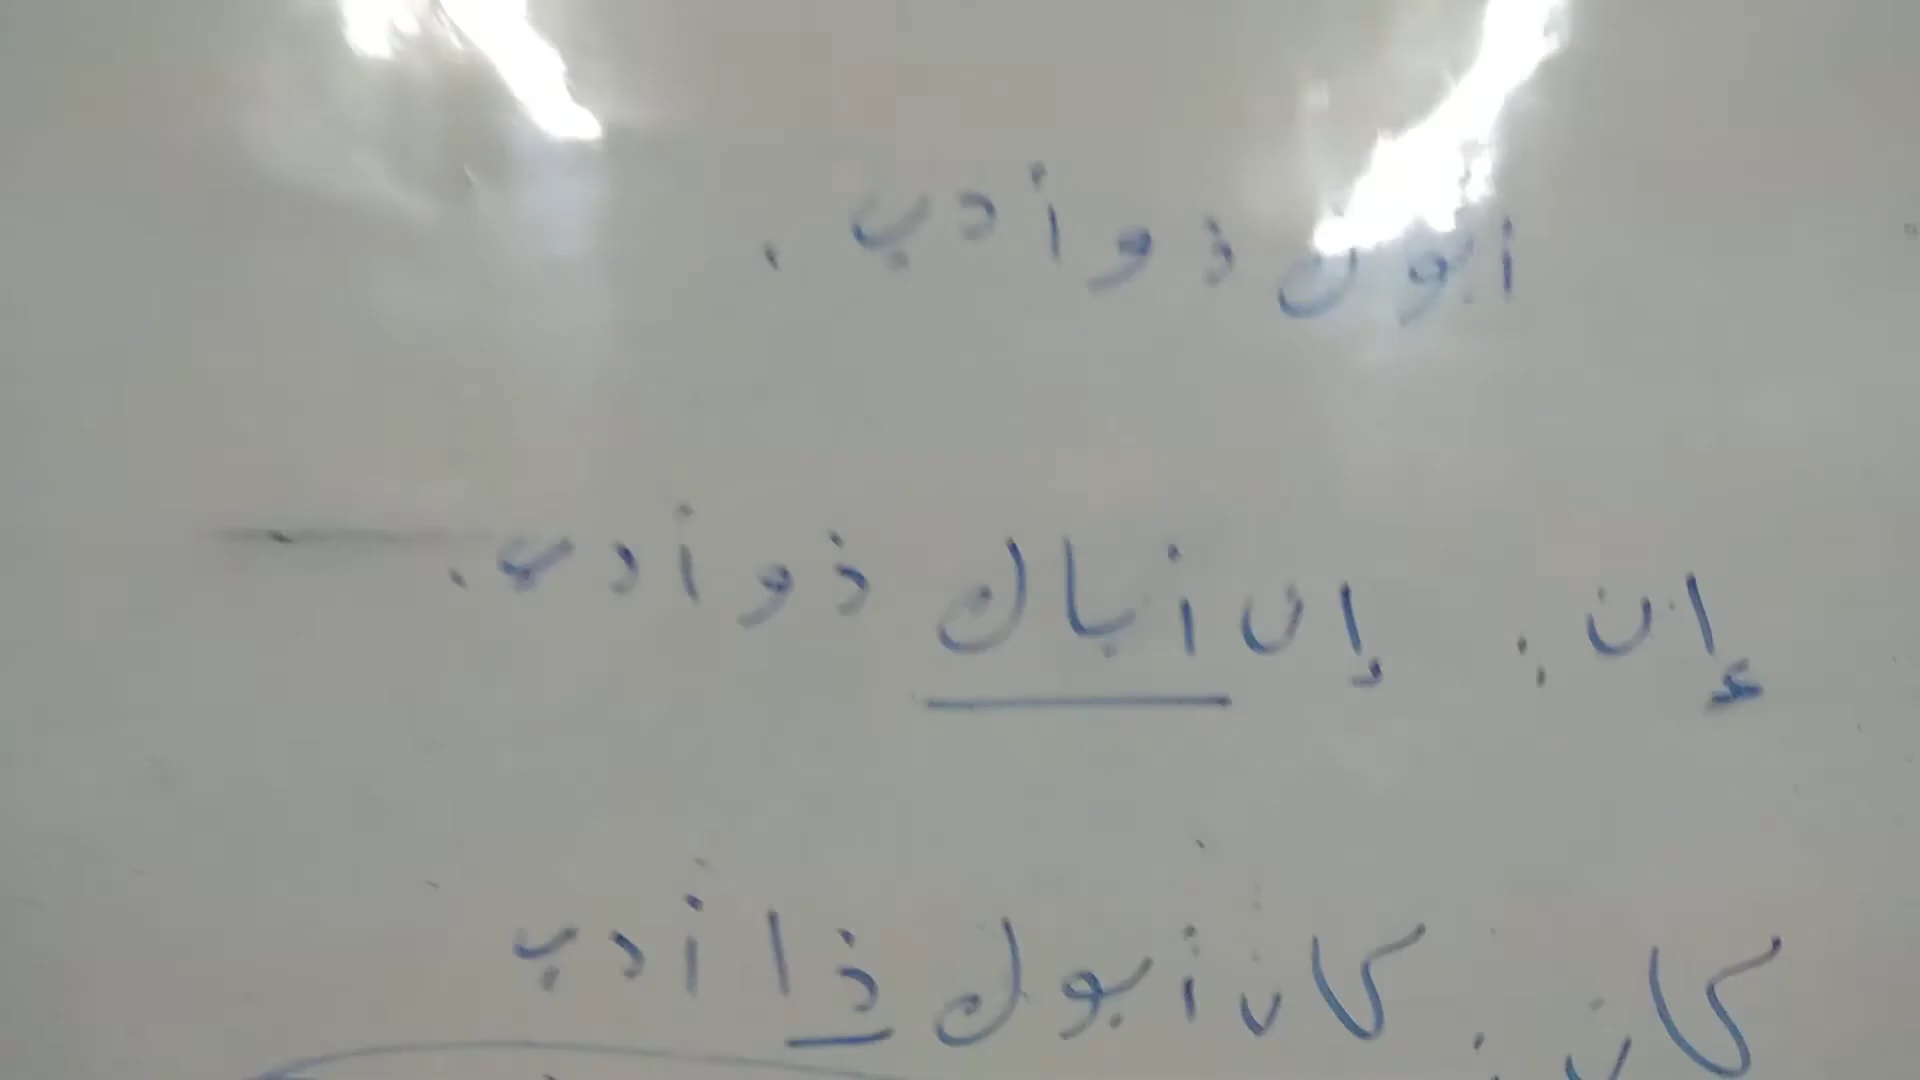 أبوك ذو أدب .
إن : إن أباك ذو أدب .
كان : كان أبوك ذا أدب